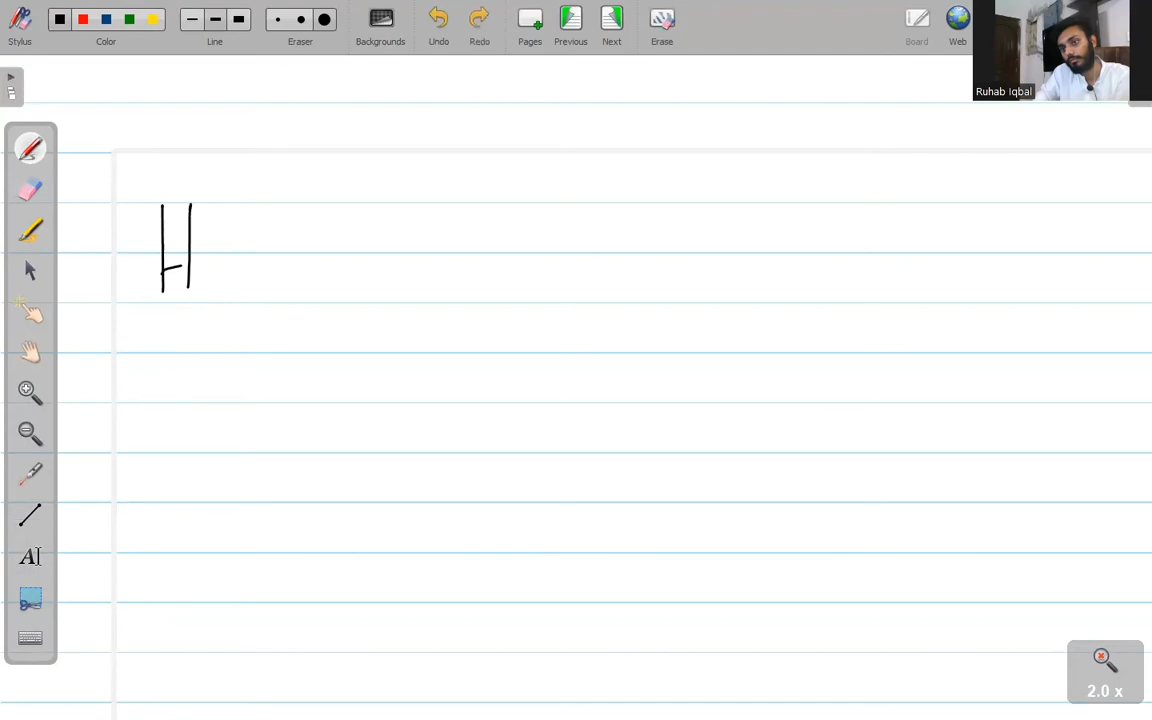 Stylus
Color
Line
Eraser
Backgrounds
Undo
Redo
Pages
Previous
Next
Erase
Board
Web
Ruhab Iqbal
H
A
2.0 x